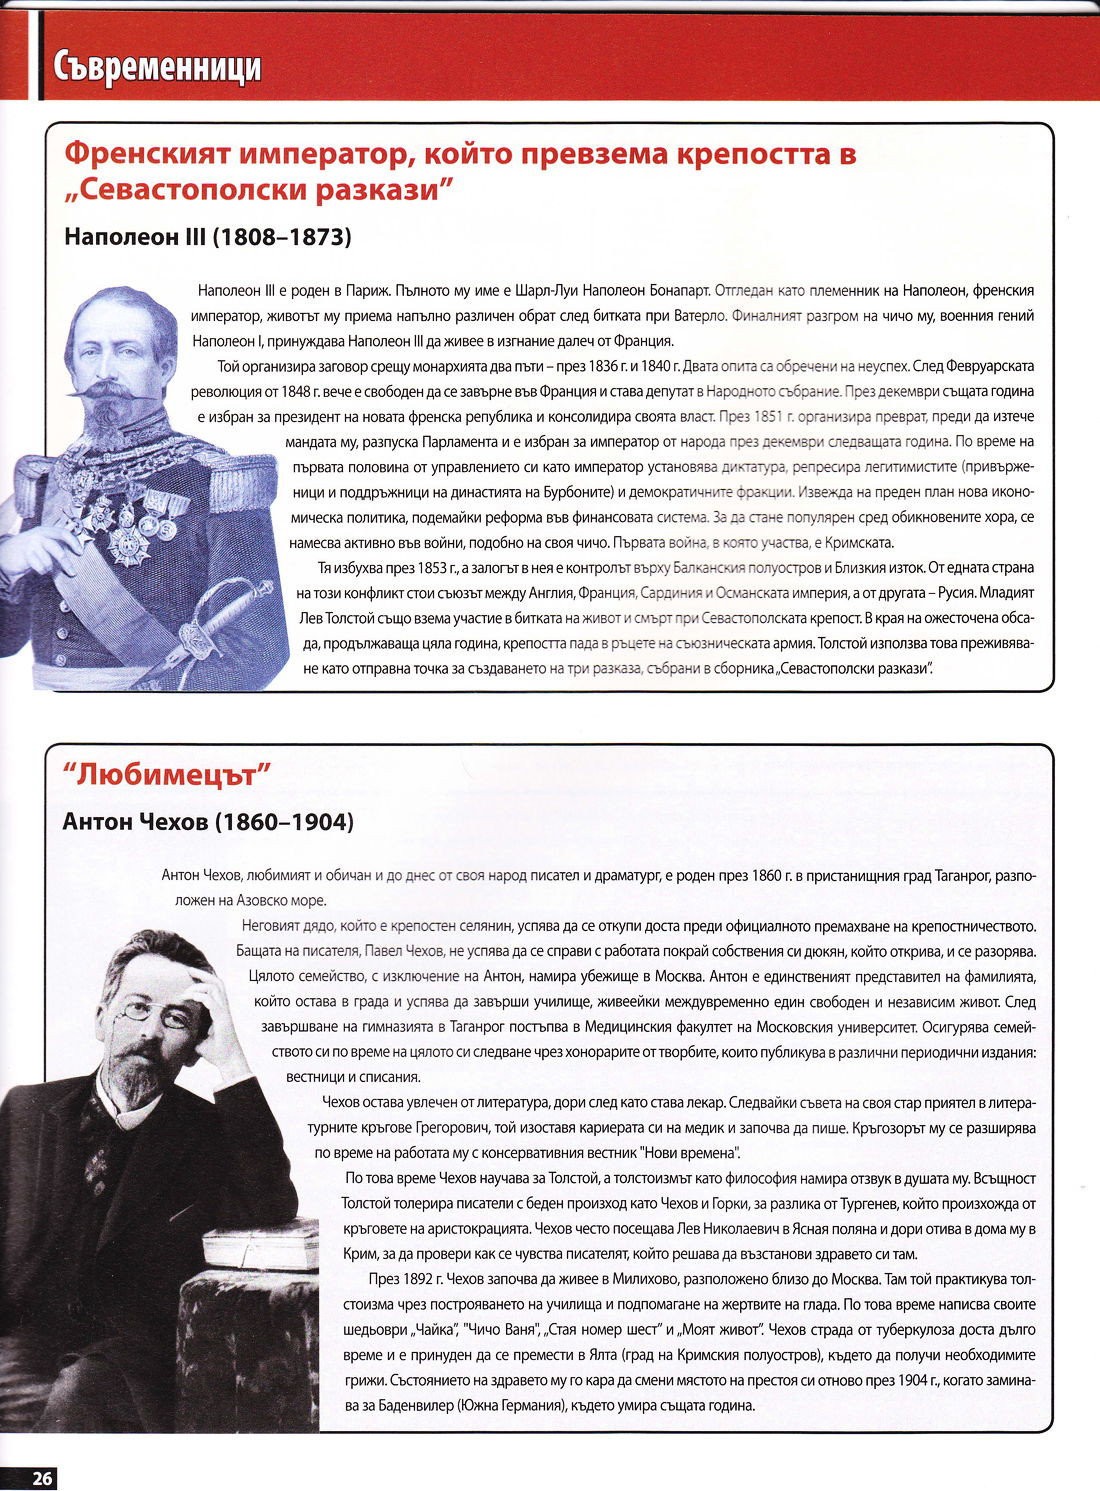 Съвременници
Френският император, който превзема крепостта в
„Севастополски разкази”
Наполеон III (1808–1873)
Наполеон III е роден в Париж. Пълното му име е Шарл-Луи Наполеон Бонапарт. Отгледан като племенник на Наполеон, френския
император, животът му приема напълно различен обрат след битката при Ватерло. Финалният разгром на чичо му, военния гений
Наполеон I, принуждава Наполеон III да живее в изгнание далеч от Франция.
Той организира заговор срещу монархията два пъти – през 1836 г. и 1840 г. Двата опита са обречени на неуспех. След Февруарската
революция от 1848 г. вече е свободен да се завърне във Франция и става депутат в Народното събрание. През декември същата година
е избран за президент на новата френска република и консолидира своята власт. През 1851 г. организира преврат, преди да изтече
мандата му, разпуска Парламента и е избран за император от народа през декември следващата година. По време на
първата половина от управлението си като император установява диктатура, репресира легитимистите (привърже-
ници и поддръжници на династията на Бурбоните) и демократичните фракции. Извежда на преден план нова иконо-
мическа политика, подемайки реформа във финансовата система. За да стане популярен сред обикновените хора, се
намесва активно във войни, подобно на своя чичо. Първата война, в която участва, е Кримската.
Тя избухва през 1853 г., а залогът в нея е контролът върху Балканския полуостров и Близкия изток. От едната страна
на този конфликт стои съюзът между Англия, Франция, Сардиния и Османската империя, а от другата – Русия. Младият
Лев Толстой също взема участие в битката на живот и смърт при Севастополската крепост. В края на ожесточена обса-
да, продължаваща цяла година, крепостта пада в ръцете на съюзническата армия. Толстой използва това преживява-
не като отправна точка за създаването на три разказа, събрани в сборника „Севастополски разкази”.
“Любимецът”
Антон Чехов (1860–1904)
Антон Чехов, любимият и обичан и до днес от своя народ писател и драматург, е роден през 1860 г. в пристанищния град Таганрог, разпо-
ложен на Азовско море.
Неговият дядо, който е крепостен селянин, успява да се откупи доста преди официалното премахване на крепостничеството.
Бащата на писателя, Павел Чехов, не успява да се справи с работата покрай собствения си дюкян, който открива, и се разорява.
Цялото семейство, с изключение на Антон, намира убежище в Москва. Антон е единственият представител на фамилията,
който остава в града и успява да завърши училище, живеейки междувременно един свободен и независим живот. След
завършване на гимназията в Таганрог постъпва в Медицинския факултет на Московския университет. Осигурява семей-
ството си по време на цялото си следване чрез хонорарите от творбите, които публикува в различни периодични издания:
вестници и списания.
Чехов остава увлечен от литература, дори след като става лекар. Следвайки съвета на своя стар приятел в литера-
турните кръгове Грегорович, той изоставя кариерата си на медик и започва да пише. Кръгозорът му се разширява
по време на работата му с консервативния вестник "Нови времена".
По това време Чехов научава за Толстой, а толстоизмът като философия намира отзвук в душата му. Всъщност
Толстой толерира писатели с беден произход като Чехов и Горки, за разлика от Тургенев, който произхожда от
кръговете на аристокрацията. Чехов често посещава Лев Николаевич в Ясная поляна и дори отива в дома му в
Крим, за да провери как се чувства писателят, който решава да възстанови здравето си там.
През 1892 г. Чехов започва да живее в Милихово, разположено близо до Москва. Там той практикува тол-
стоизма чрез построяването на училища и подпомагане на жертвите на глада. По това време написва своите
шедьоври „Чайка”, "Чичо Ваня", „Стая номер шест” и „Моят живот”. Чехов страда от туберкулоза доста дълго
време и е принуден да се премести в Ялта (град на Кримския полуостров), където да получи необходимите
грижи. Състоянието на здравето му го кара да смени мястото на престоя си отново през 1904 г., когато замина-
ва за Баденвилер (Южна Германия), където умира същата година.
26